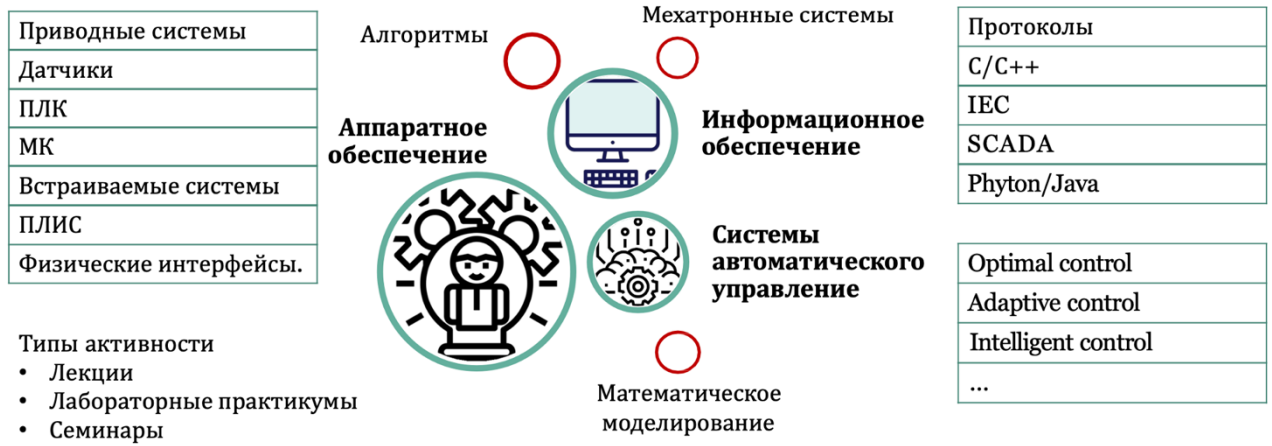 Приводные системы
Датчики
ПЛК
МК
Встраиваемые системы
ПЛИС
Физические интерфейсы.
Типы активности
• Лекции
• Лабораторные практикумы
• Семинары
Алгоритмы
Мехатронные системы
Аппаратное
обеспечение
Информационное
обеспечение
Системы
автоматического
управление
Математическое
моделирование
Протоколы
C/C++
IEC
SCADA
Phyton/Java
Optimal control
Adaptive control
Intelligent control
...